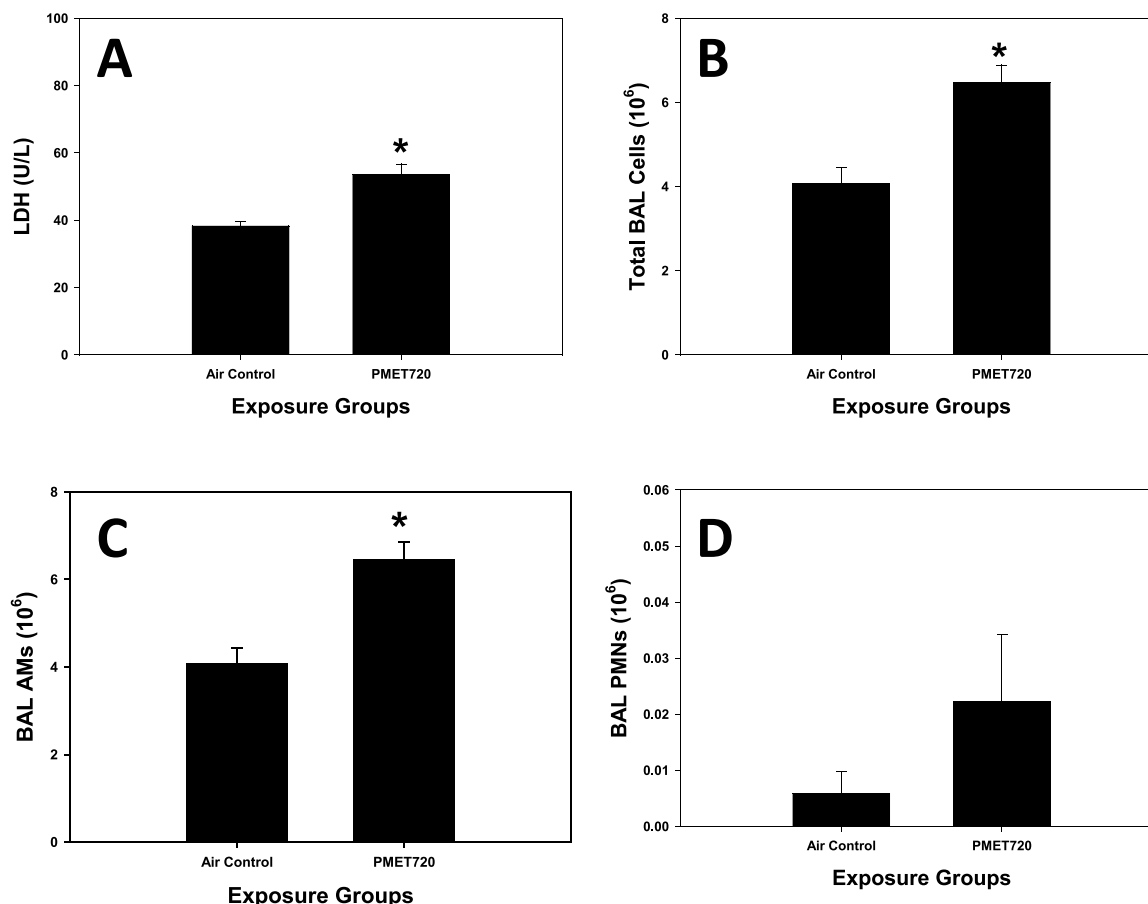 A
LDH (U/L)
100
80
60
40
20
0
*
Air Control
PMET720
Exposure Groups
B
Total BAL Cells (10⁶)
8
6
4
2
0
*
Air Control
PMET720
Exposure Groups
C
BAL AMs (10⁶)
8
6
4
2
0
*
Air Control
PMET720
Exposure Groups
D
BAL PMNs (10⁶)
0.06
0.05
0.04
0.03
0.02
0.01
0.00
Air Control
PMET720
Exposure Groups